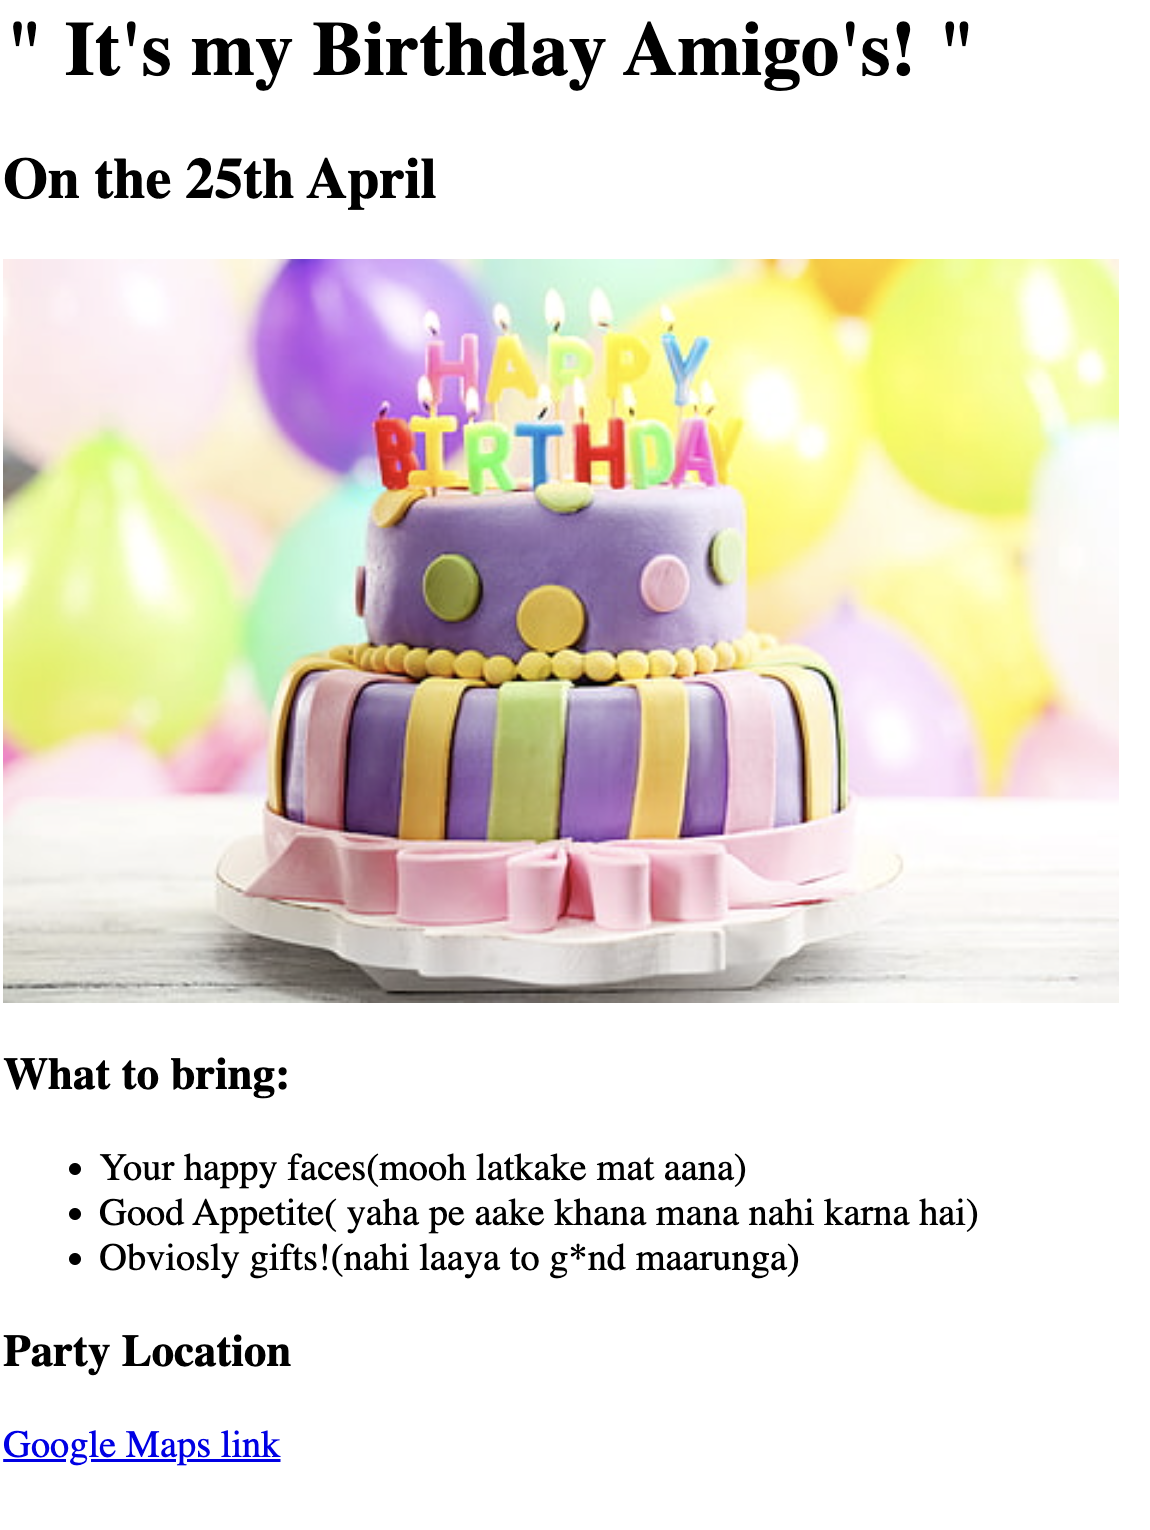 " It's my Birthday Amigo's! "
On the 25th April
HAPPY
BIRTHDAY
What to bring:
• Your happy faces(mooh latkake mat aana)
• Good Appetite( yaha pe aake khana mana nahi karna hai)
• Obviosly gifts!(nahi laaya to g*nd maarunga)
Party Location
Google Maps link